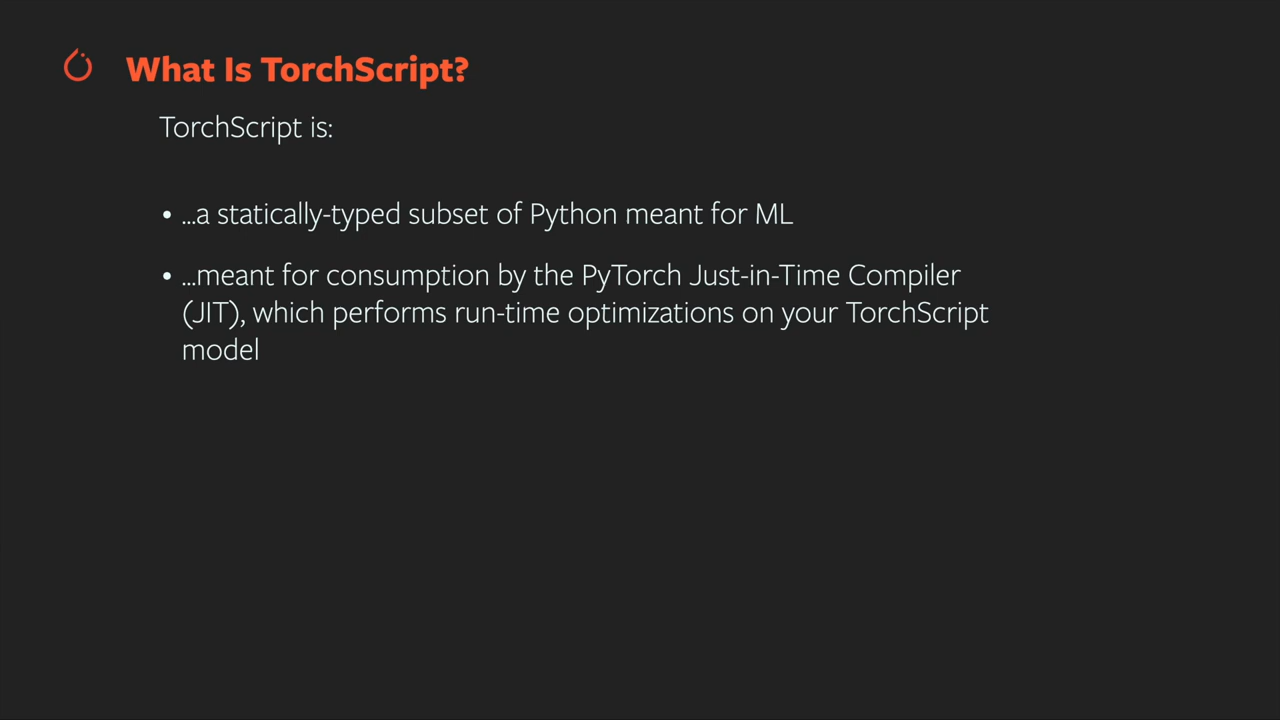 What Is TorchScript?
TorchScript is:
• ...a statically-typed subset of Python meant for ML
• ...meant for consumption by the PyTorch Just-in-Time Compiler
(JIT), which performs run-time optimizations on your TorchScript
model